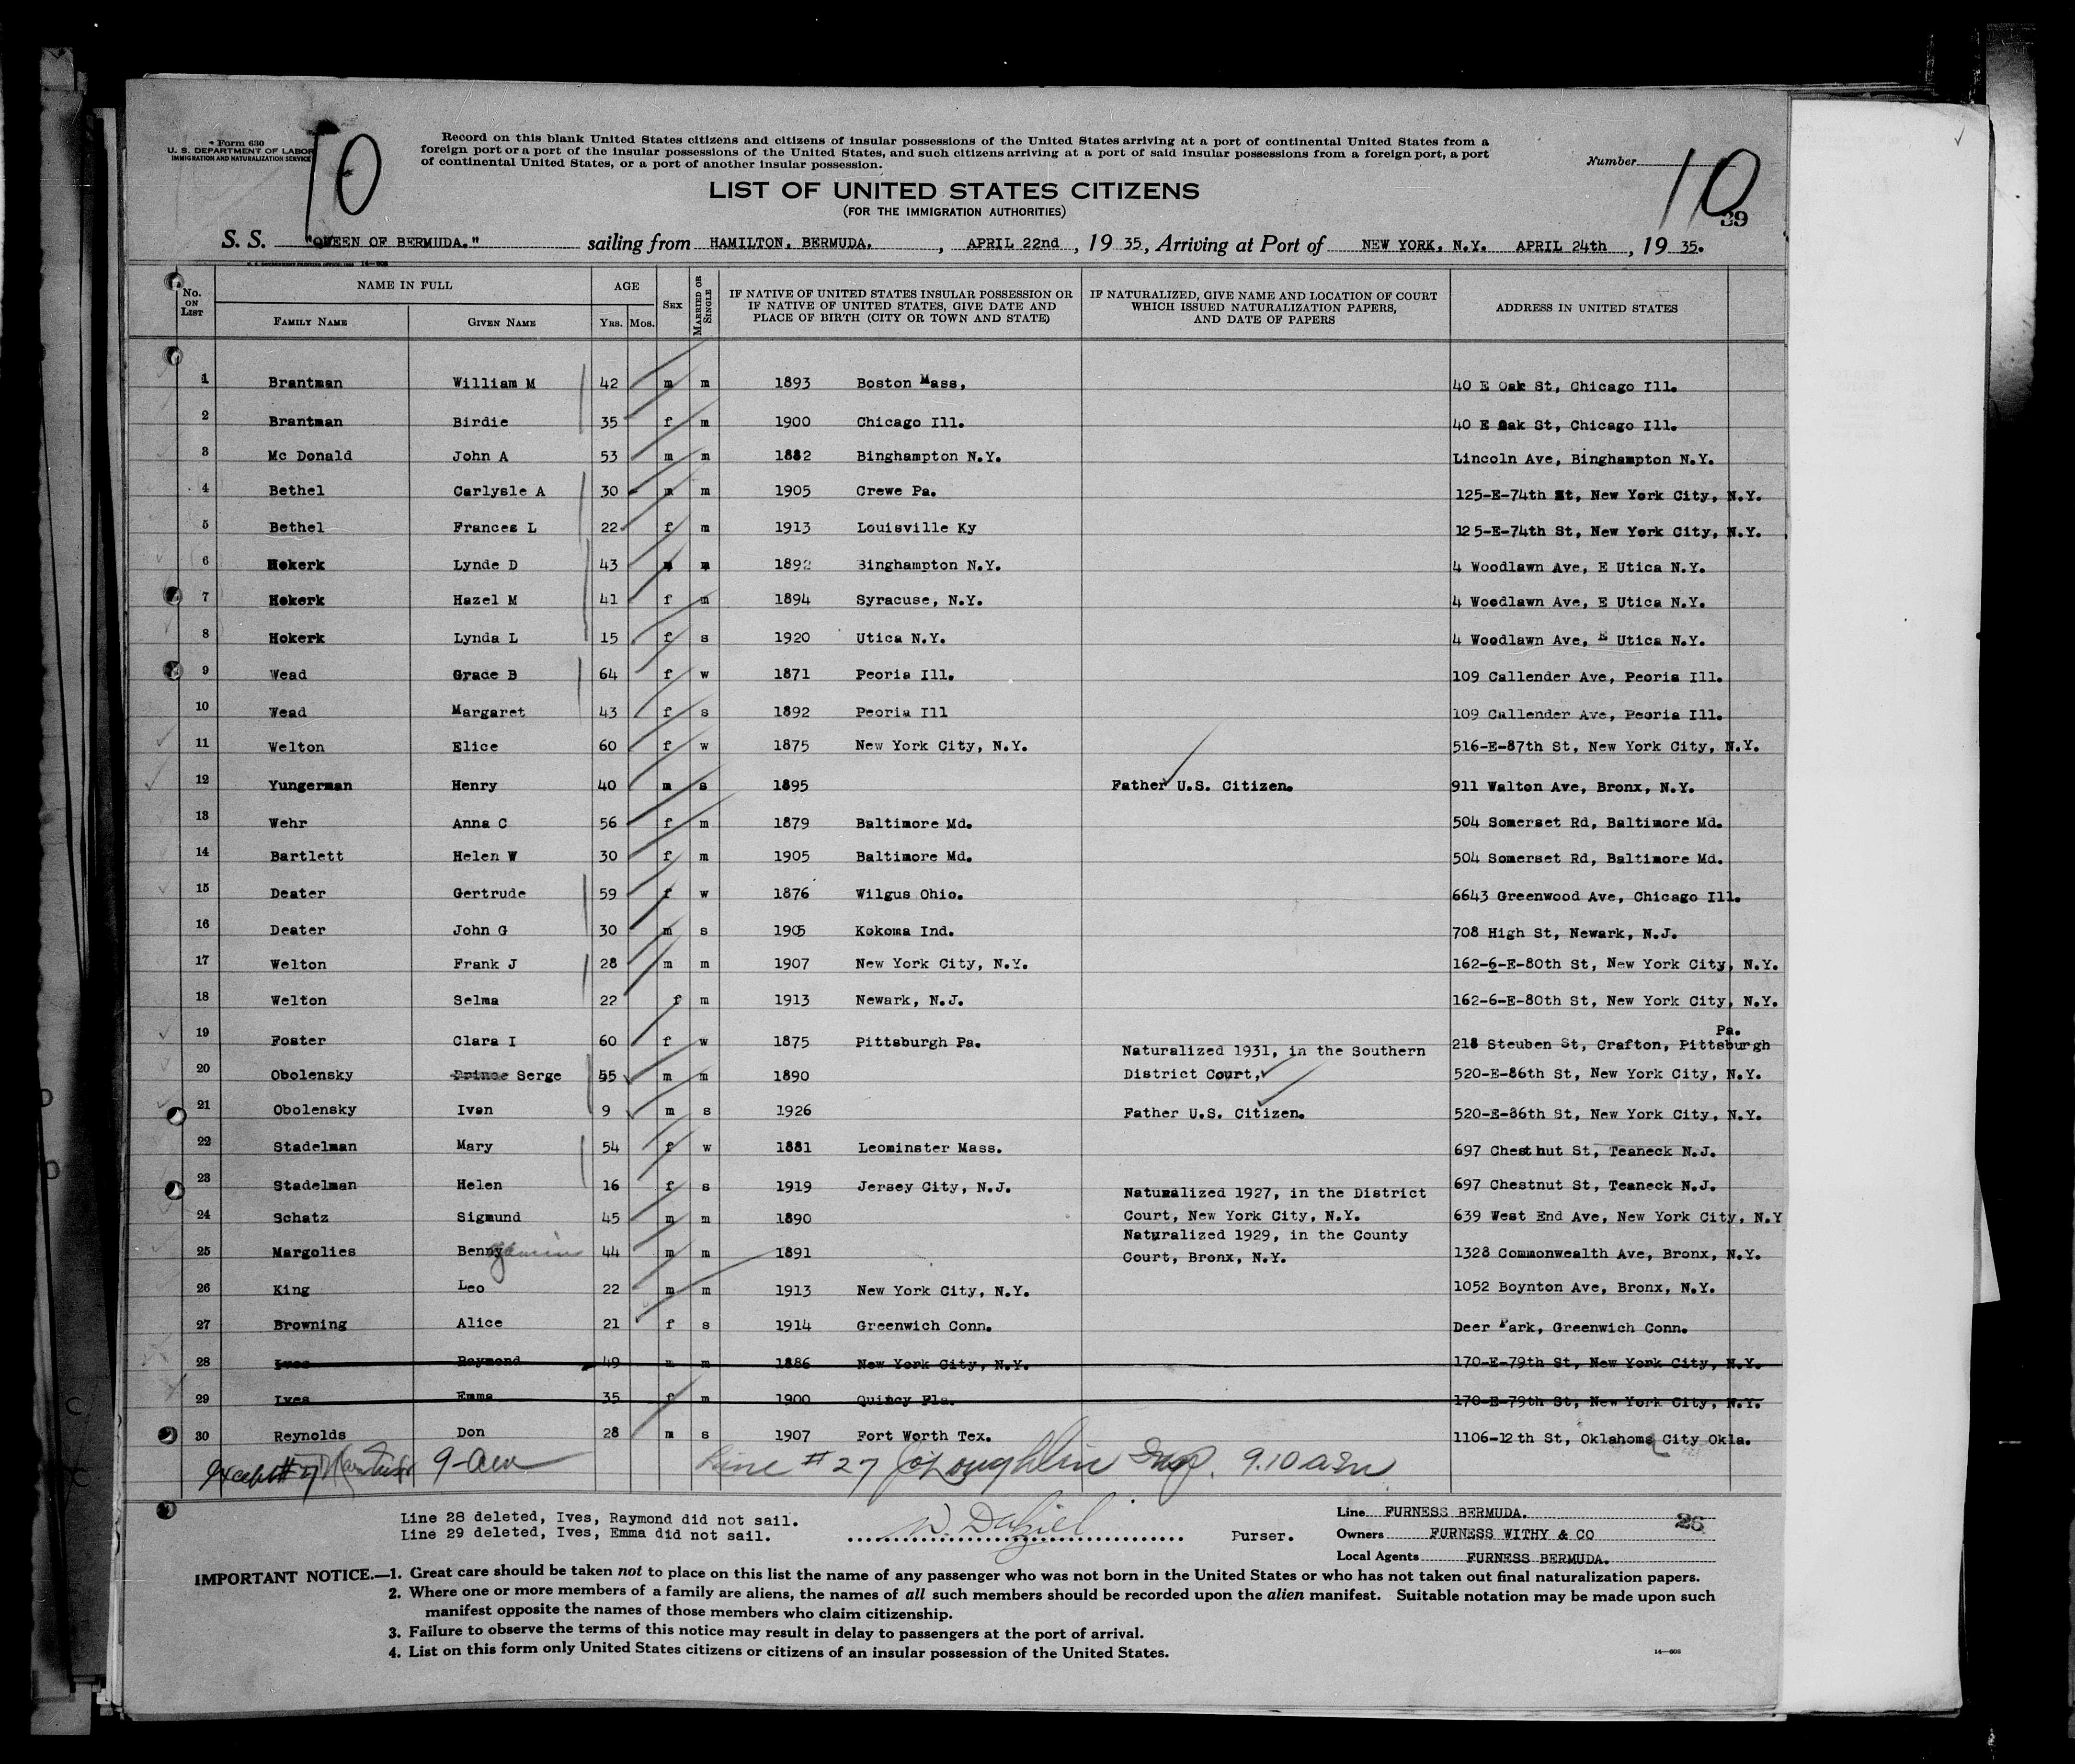 Form 630
U. S. DEPARTMENT OF LABOR
IMMIGRATION AND NATURALIZATION SERVICE
10
Record on this blank United States citizens and citizens of insular possessions of the United States arriving at a port of continental United States from a
foreign port or a port of the insular possessions of the United States, and such citizens arriving at a port of said insular possessions from a foreign port, a port
of continental United States, or a port of another insular possession.
Number 10
39
LIST OF UNITED STATES CITIZENS
(FOR THE IMMIGRATION AUTHORITIES)
S. S. "QUEEN OF BERMUDA." sailing from HAMILTON. BERMUDA. , APRIL 22nd , 19 35, Arriving at Port of NEW YORK, N.Y. APRIL 24th , 19 35.
No. ON LIST NAME IN FULL FAMILY NAME GIVEN NAME AGE YRS. MOS. SEX MARRIED OR SINGLE IF NATIVE OF UNITED STATES INSULAR POSSESSION OR IF NATIVE OF UNITED STATES, GIVE DATE AND PLACE OF BIRTH (CITY OR TOWN AND STATE) IF NATURALIZED, GIVE NAME AND LOCATION OF COURT WHICH ISSUED NATURALIZATION PAPERS, AND DATE OF PAPERS ADDRESS IN UNITED STATES
1 Brantman William M 42 m m 1893 Boston Mass, 40 E Oak St, Chicago Ill.
2 Brantman Birdie 35 f m 1900 Chicago Ill. 40 E Oak St, Chicago Ill.
3 Mc Donald John A 53 m m 1882 Binghampton N.Y. Lincoln Ave, Binghampton N.Y.
4 Bethel Carlysle A 30 m m 1905 Crewe Pa. 125-E-74th St, New York City, N.Y.
5 Bethel Frances L 22 f m 1913 Louisville Ky 125-E-74th St, New York City, N.Y.
6 Hokerk Lynde D 43 m m 1892 Binghampton N.Y. 4 Woodlawn Ave, E Utica N.Y.
7 Hokerk Hazel M 41 f m 1894 Syracuse, N.Y. 4 Woodlawn Ave, E Utica N.Y.
8 Hokerk Lynda L 15 f s 1920 Utica N.Y. 4 Woodlawn Ave, E Utica N.Y.
9 Wead Grace B 64 f w 1871 Peoria Ill. 109 Callender Ave, Peoria Ill.
10 Wead Margaret 43 f s 1892 Peoria Ill 109 Callender Ave, Peoria Ill.
11 Welton Elice 60 f w 1875 New York City, N.Y. 516-E-87th St, New York City, N.Y.
12 Yungerman Henry 40 m s 1895 Father U.S. Citizen. 911 Walton Ave, Bronx, N.Y.
13 Wehr Anna C 56 f m 1879 Baltimore Md. 504 Somerset Rd, Baltimore Md.
14 Bartlett Helen W 30 f m 1905 Baltimore Md. 504 Somerset Rd, Baltimore Md.
15 Deater Gertrude 59 f w 1876 Wilgus Ohio. 6643 Greenwood Ave, Chicago Ill.
16 Deater John G 30 m s 1905 Kokoma Ind. 708 High St, Newark, N.J.
17 Welton Frank J 28 m m 1907 New York City, N.Y. 162-6-E-80th St, New York City, N.Y.
18 Welton Selma 22 f m 1913 Newark, N.J. 162-6-E-80th St, New York City, N.Y.
19 Foster Clara I 60 f w 1875 Pittsburgh Pa. 218 Steuben St, Crafton, Pittsburgh Pa.
Naturalized 1931, in the Southern
20 Obolensky Prince Serge 45 m m 1890 District Court, 520-E-86th St, New York City, N.Y.
21 Obolensky Ivan 9 m s 1926 Father U.S. Citizen. 520-E-86th St, New York City, N.Y.
22 Stadelman Mary 54 f w 1881 Leominster Mass. 697 Chestnut St, Teaneck N.J.
23 Stadelman Helen 16 f s 1919 Jersey City, N.J. 697 Chestnut St, Teaneck N.J.
Naturalized 1927, in the District
24 Schatz Sigmund 45 m m 1890 Court, New York City, N.Y. 639 West End Ave, New York City, N.Y
Naturalized 1929, in the County
25 Margolies Benny 44 m m 1891 Court, Bronx, N.Y. 1328 Commonwealth Ave, Bronx, N.Y.
26 King Leo 22 m m 1913 New York City, N.Y. 1052 Boynton Ave, Bronx, N.Y.
27 Browning Alice 21 f s 1914 Greenwich Conn. Deer Park, Greenwich Conn.
28 Ives Raymond 49 m m 1886 New York City, N.Y. 170-E-79th St, New York City, N.Y.
29 Ives Emma 35 f m 1900 Quincy Fla. 170-E-79th St, New York City, N.Y.
30 Reynolds Don 28 m s 1907 Fort Worth Tex. 1106-12th St, Oklahoma City Okla.
Line #27 Insp. 9.10 am
Line 28 deleted, Ives, Raymond did not sail.
Line 29 deleted, Ives, Emma did not sail.
Purser.
Line FURNESS BERMUDA.
Owners FURNESS WITHY & CO
Local Agents FURNESS BERMUDA.
26
IMPORTANT NOTICE.—1. Great care should be taken not to place on this list the name of any passenger who was not born in the United States or who has not taken out final naturalization papers.
2. Where one or more members of a family are aliens, the names of all such members should be recorded upon the alien manifest. Suitable notation may be made upon such
manifest opposite the names of those members who claim citizenship.
3. Failure to observe the terms of this notice may result in delay to passengers at the port of arrival.
4. List on this form only United States citizens or citizens of an insular possession of the United States.
14—608